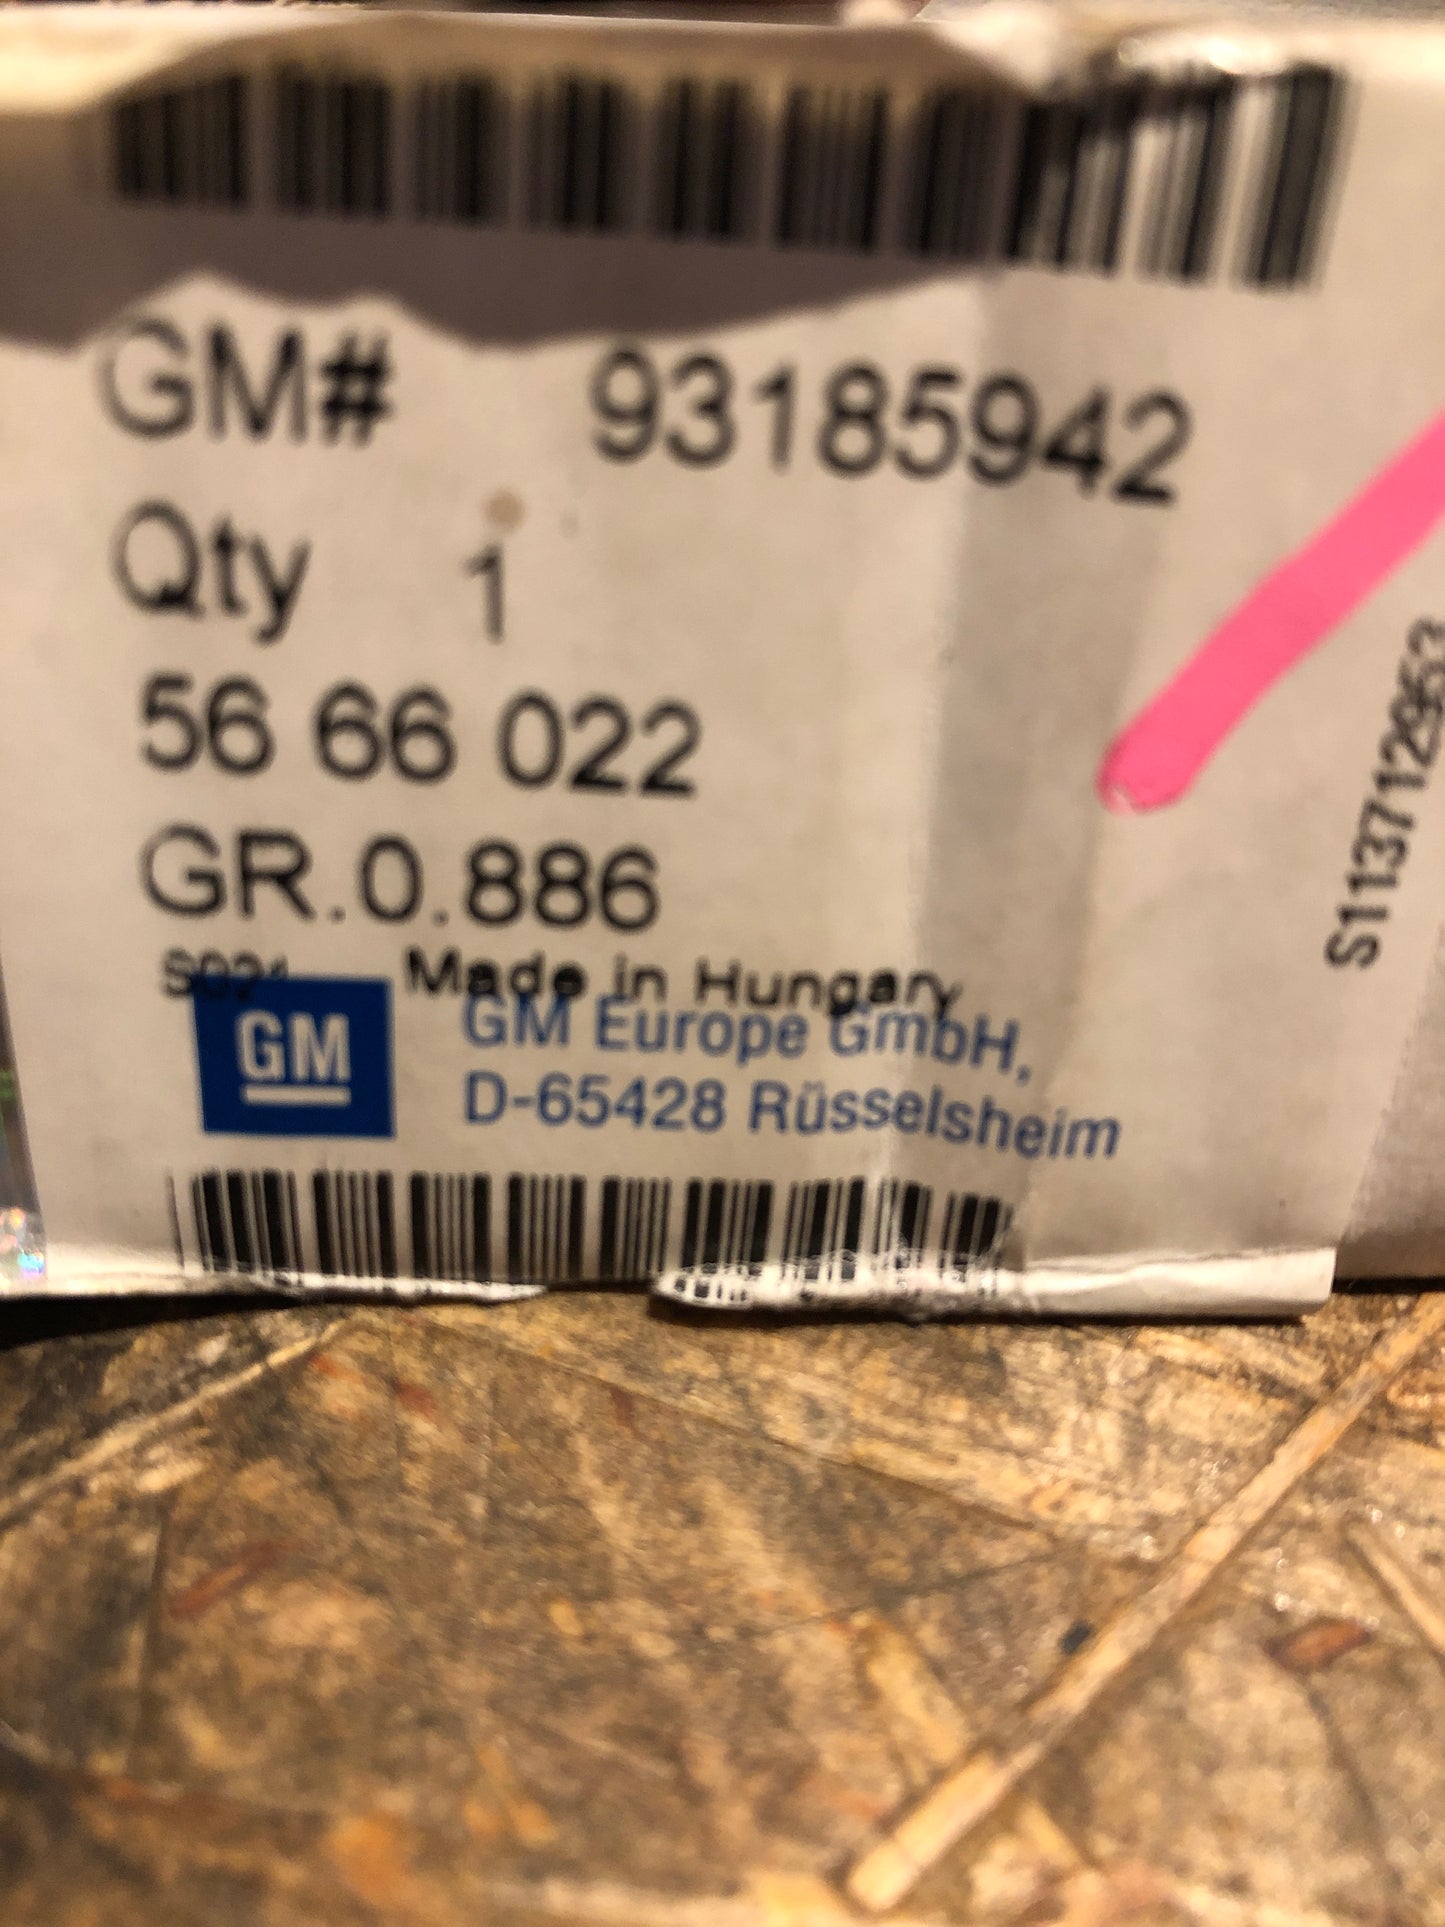 GM# 93185942
Qty 1
56 66 022
GR.0.886
Made in Hungary
GM
GM Europe GmbH,
D-65428 Rüsselsheim